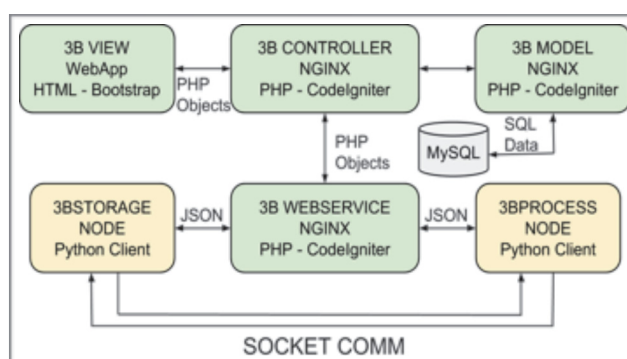 3B VIEW
WebApp
HTML - Bootstrap
PHP
Objects
3B CONTROLLER
NGINX
PHP - CodeIgniter
3B MODEL
NGINX
PHP - CodeIgniter
PHP
Objects
MySQL
SQL
Data
3BSTORAGE
NODE
Python Client
JSON
3B WEBSERVICE
NGINX
PHP - CodeIgniter
JSON
3BPROCESS
NODE
Python Client
SOCKET COMM